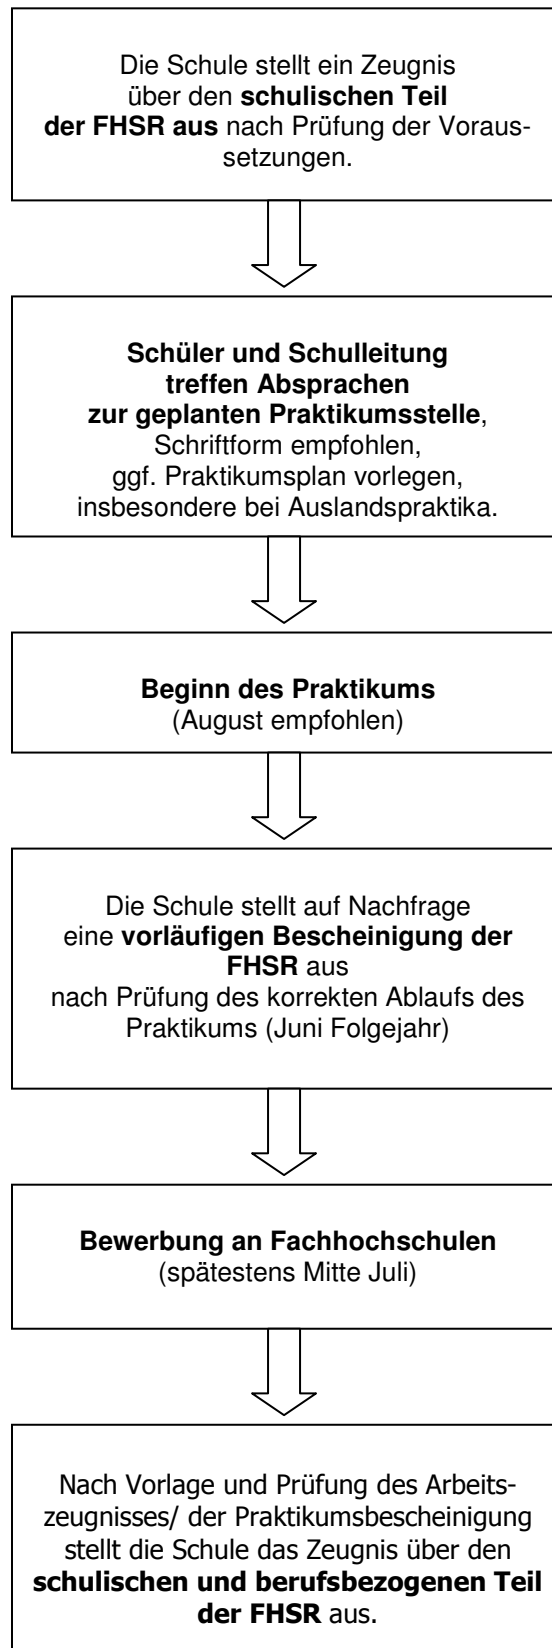 Die Schule stellt ein Zeugnis
über den schulischen Teil
der FHSR aus nach Prüfung der Voraus-
setzungen.
Schüler und Schulleitung
treffen Absprachen
zur geplanten Praktikumsstelle,
Schriftform empfohlen,
ggf. Praktikumsplan vorlegen,
insbesondere bei Auslandspraktika.
Beginn des Praktikums
(August empfohlen)
Die Schule stellt auf Nachfrage
eine vorläufigen Bescheinigung der
FHSR aus
nach Prüfung des korrekten Ablaufs des
Praktikums (Juni Folgejahr)
Bewerbung an Fachhochschulen
(spätestens Mitte Juli)
Nach Vorlage und Prüfung des Arbeits-
zeugnisses/ der Praktikumsbescheinigung
stellt die Schule das Zeugnis über den
schulischen und berufsbezogenen Teil
der FHSR aus.